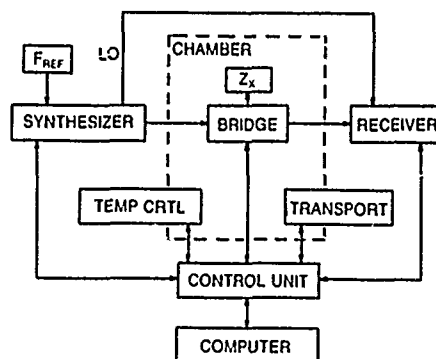 CHAMBER
LO
F_REF
Z_X
SYNTHESIZER
BRIDGE
RECEIVER
TEMP CRTL
TRANSPORT
CONTROL UNIT
COMPUTER